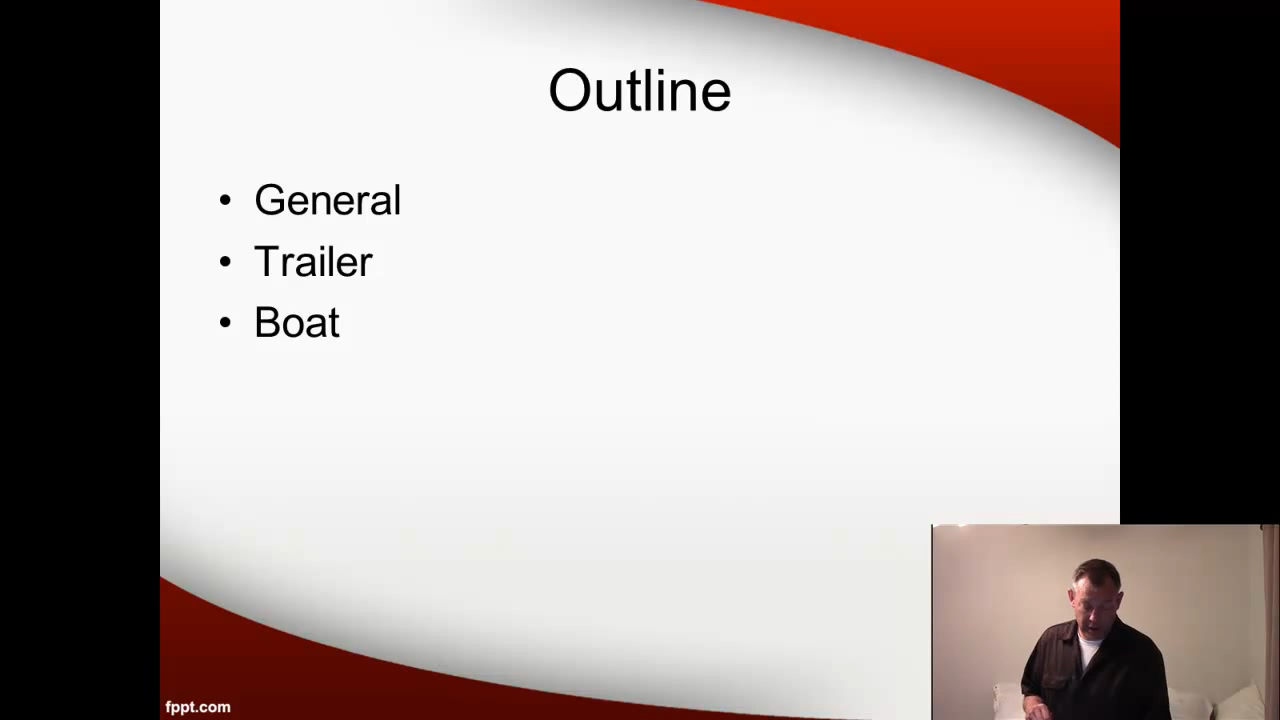 Outline
• General
• Trailer
• Boat
fppt.com